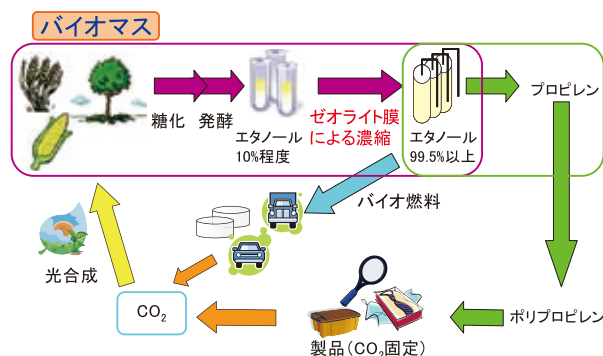 バイオマス
糖化
発酵
エタノール
10%程度
ゼオライト膜
による濃縮
エタノール
99.5%以上
プロピレン
バイオ燃料
光合成
CO₂
ポリプロピレン
製品(CO₂固定)